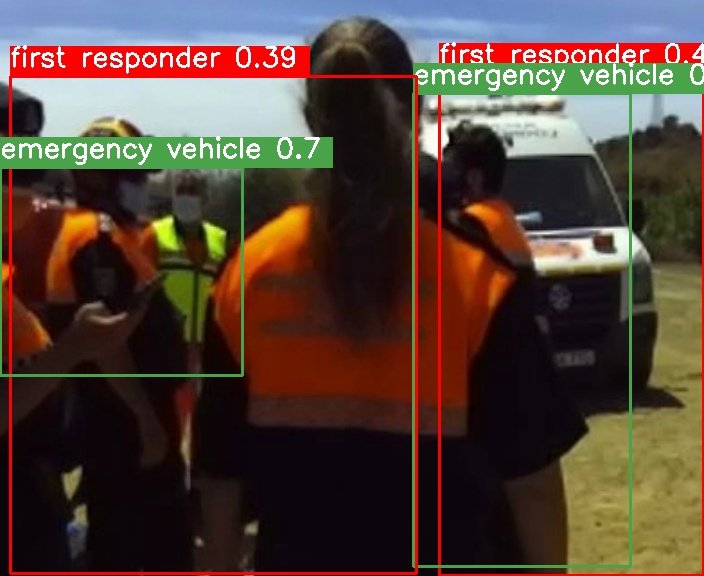 first responder 0.39
first responder 0.4
emergency vehicle 0
emergency vehicle 0.7